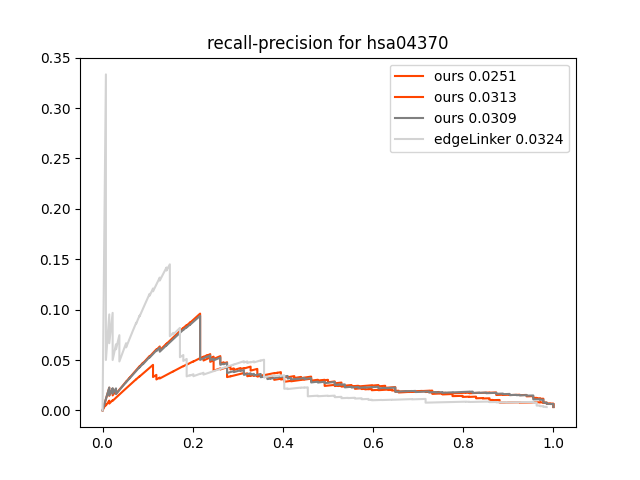 recall-precision for hsa04370
0.35
0.30
0.25
0.20
0.15
0.10
0.05
0.00
ours 0.0251
ours 0.0313
ours 0.0309
edgeLinker 0.0324
0.0 0.2 0.4 0.6 0.8 1.0